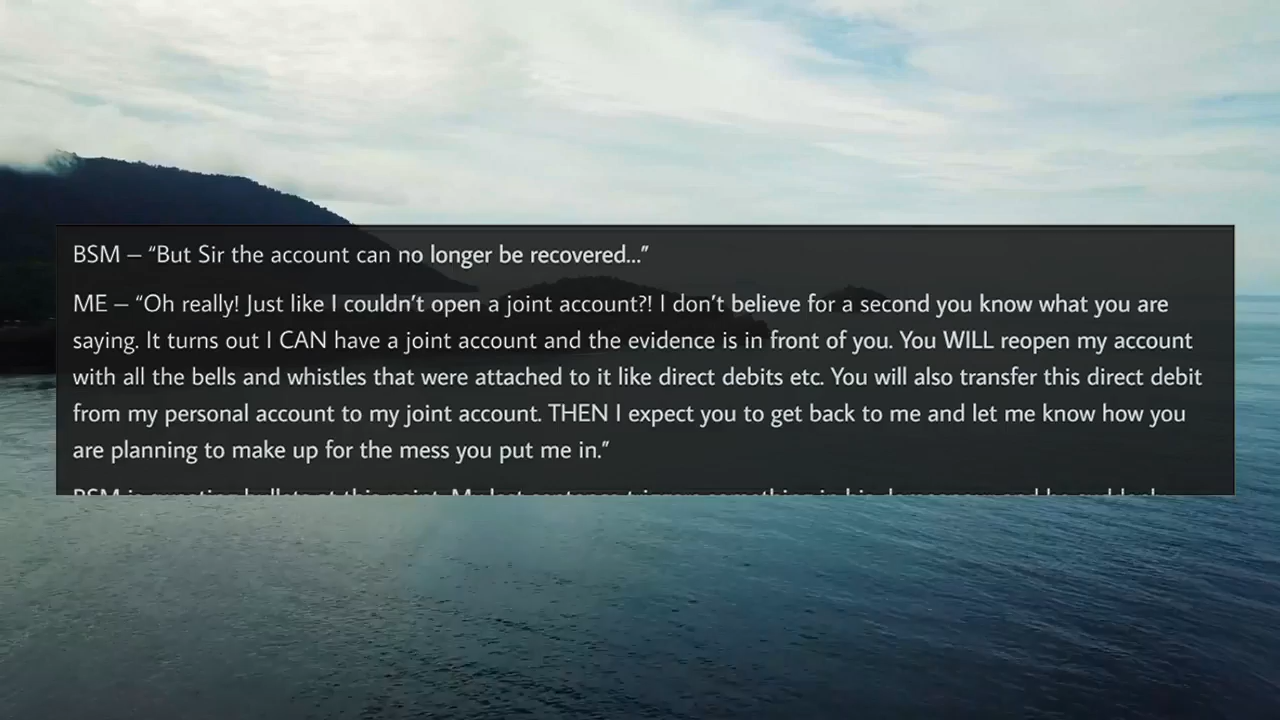 BSM – “But Sir the account can no longer be recovered...”
ME – “Oh really! Just like I couldn’t open a joint account?! I don’t believe for a second you know what you are
saying. It turns out I CAN have a joint account and the evidence is in front of you. You WILL reopen my account
with all the bells and whistles that were attached to it like direct debits etc. You will also transfer this direct debit
from my personal account to my joint account. THEN I expect you to get back to me and let me know how you
are planning to make up for the mess you put me in.”